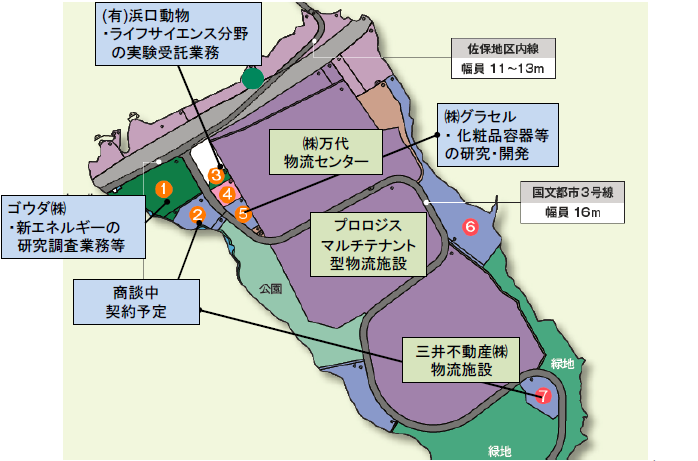 (有)浜口動物
・ライフサイエンス分野
の実験受託業務
佐保地区内線
幅員 11～13m
㈱グラセル
・化粧品容器等
の研究・開発
㈱万代
物流センター
国文都市3号線
幅員 16m
ゴウダ㈱
・新エネルギーの
研究調査業務等
プロロジス
マルチテナント
型物流施設
商談中
契約予定
公園
三井不動産㈱
物流施設
緑地
緑地
1
2
3
4
5
6
7